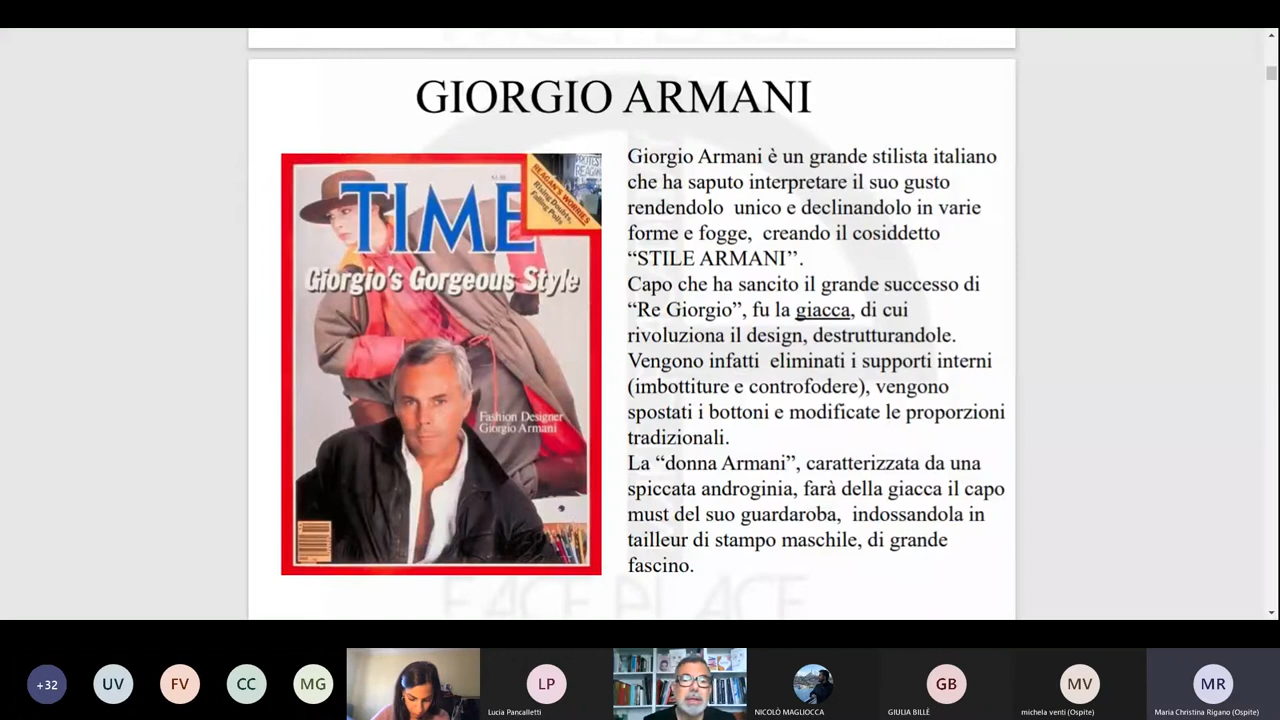 GIORGIO ARMANI
TIME
REAGAN'S WORRIES
Rising Doubts,
Falling Polls
Giorgio's Gorgeous Style
Fashion Designer
Giorgio Armani
Giorgio Armani è un grande stilista italiano
che ha saputo interpretare il suo gusto
rendendolo  unico e declinandolo in varie
forme e fogge,  creando il cosiddetto
“STILE ARMANI”.
Capo che ha sancito il grande successo di
“Re Giorgio”, fu la giacca, di cui
rivoluziona il design, destrutturandole.
Vengono infatti  eliminati i supporti interni
(imbottiture e controfodere), vengono
spostati i bottoni e modificate le proporzioni
tradizionali.
La “donna Armani”, caratterizzata da una
spiccata androginia, farà della giacca il capo
must del suo guardaroba,  indossandola in
tailleur di stampo maschile, di grande
fascino.
FACE PLACE
+32
UV
FV
CC
MG
LP
Lucia Pancalletti
NICOLÒ MAGLIOCCA
GB
GIULIA BILLÈ
MV
michela venti (Ospite)
MR
Maria Christina Rigano (Ospite)